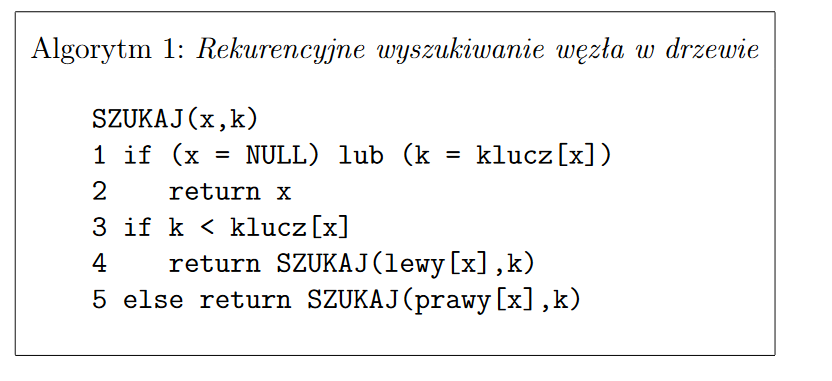 Algorytm 1: Rekurencyjne wyszukiwanie węzła w drzewie
SZUKAJ(x,k)
1 if (x = NULL) lub (k = klucz[x])
2    return x
3 if k < klucz[x]
4    return SZUKAJ(lewy[x],k)
5 else return SZUKAJ(prawy[x],k)